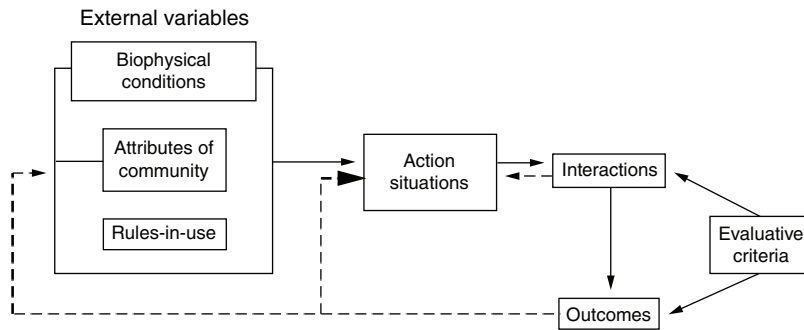 External variables
Biophysical
conditions
Attributes of
community
Rules-in-use
Action
situations
Interactions
Evaluative
criteria
Outcomes